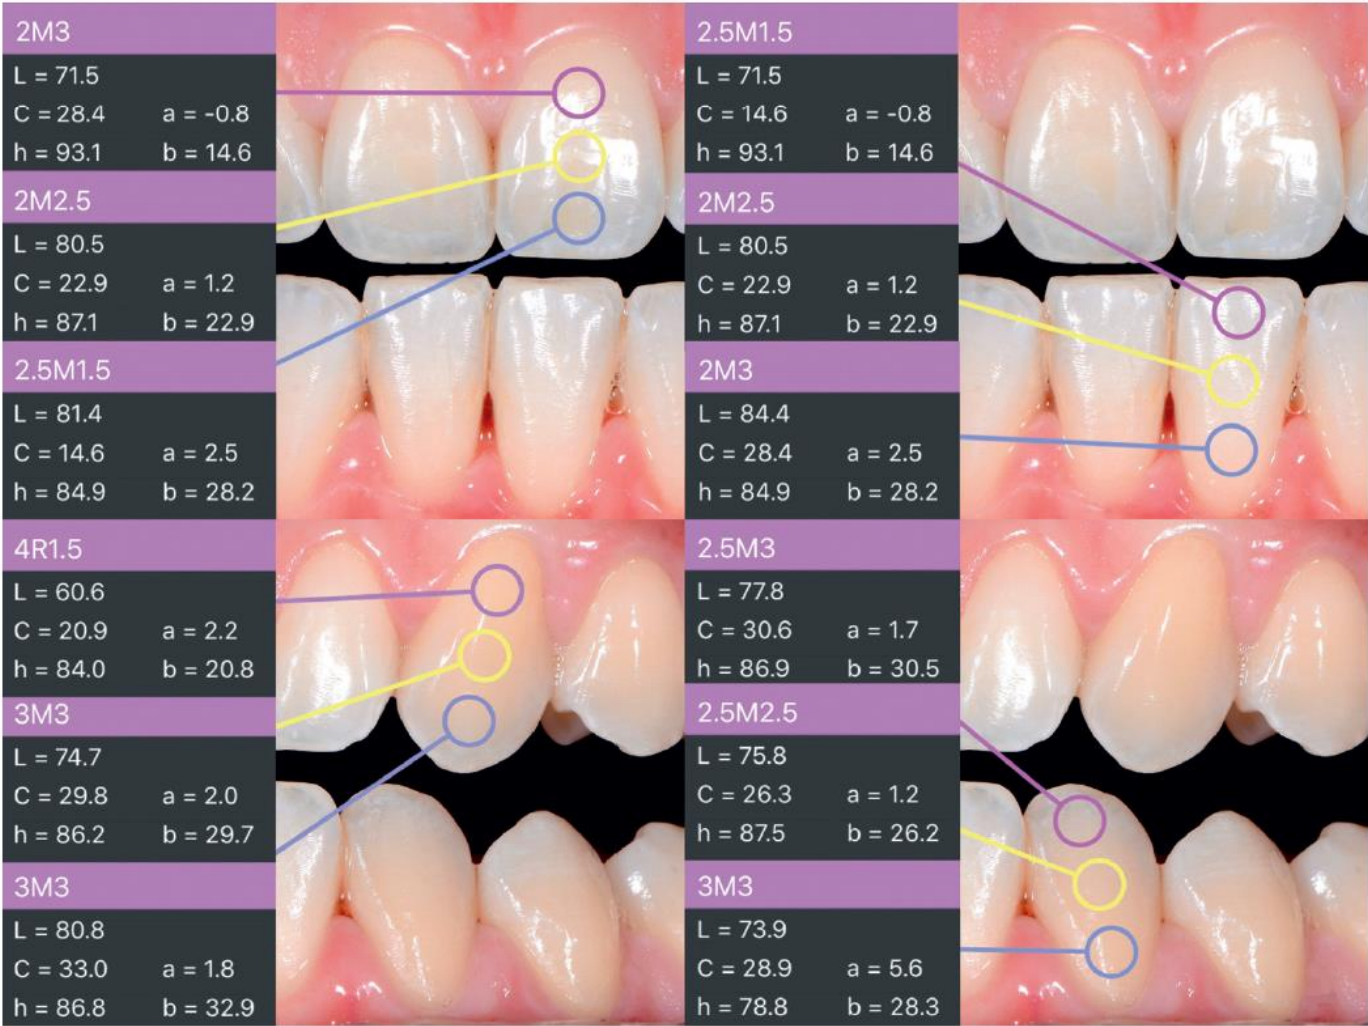 2M3
L = 71.5
C = 28.4 a = -0.8
h = 93.1 b = 14.6
2M2.5
L = 80.5
C = 22.9 a = 1.2
h = 87.1 b = 22.9
2.5M1.5
L = 81.4
C = 14.6 a = 2.5
h = 84.9 b = 28.2
2.5M1.5
L = 71.5
C = 14.6 a = -0.8
h = 93.1 b = 14.6
2M2.5
L = 80.5
C = 22.9 a = 1.2
h = 87.1 b = 22.9
2M3
L = 84.4
C = 28.4 a = 2.5
h = 84.9 b = 28.2
4R1.5
L = 60.6
C = 20.9 a = 2.2
h = 84.0 b = 20.8
3M3
L = 74.7
C = 29.8 a = 2.0
h = 86.2 b = 29.7
3M3
L = 80.8
C = 33.0 a = 1.8
h = 86.8 b = 32.9
2.5M3
L = 77.8
C = 30.6 a = 1.7
h = 86.9 b = 30.5
2.5M2.5
L = 75.8
C = 26.3 a = 1.2
h = 87.5 b = 26.2
3M3
L = 73.9
C = 28.9 a = 5.6
h = 78.8 b = 28.3